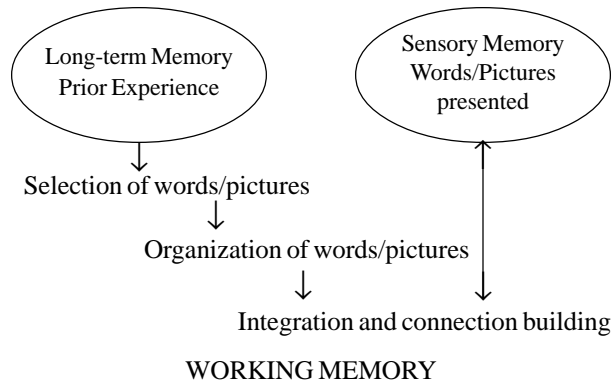 Long-term Memory
Prior Experience
Sensory Memory
Words/Pictures
presented
Selection of words/pictures
Organization of words/pictures
Integration and connection building
WORKING MEMORY